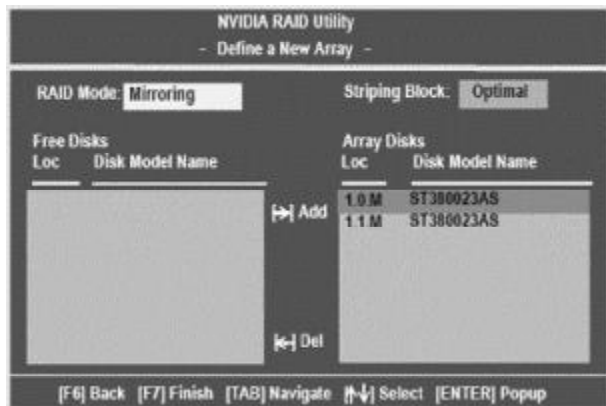 NVIDIA RAID Utility
- Define a New Array -
RAID Mode: Mirroring
Striping Block: Optimal
Free Disks
Loc Disk Model Name
Array Disks
Loc Disk Model Name
[→] Add
1.0.M ST380023AS
1.1.M ST380023AS
[←] Del
[F6] Back [F7] Finish [TAB] Navigate [↑↓] Select [ENTER] Popup